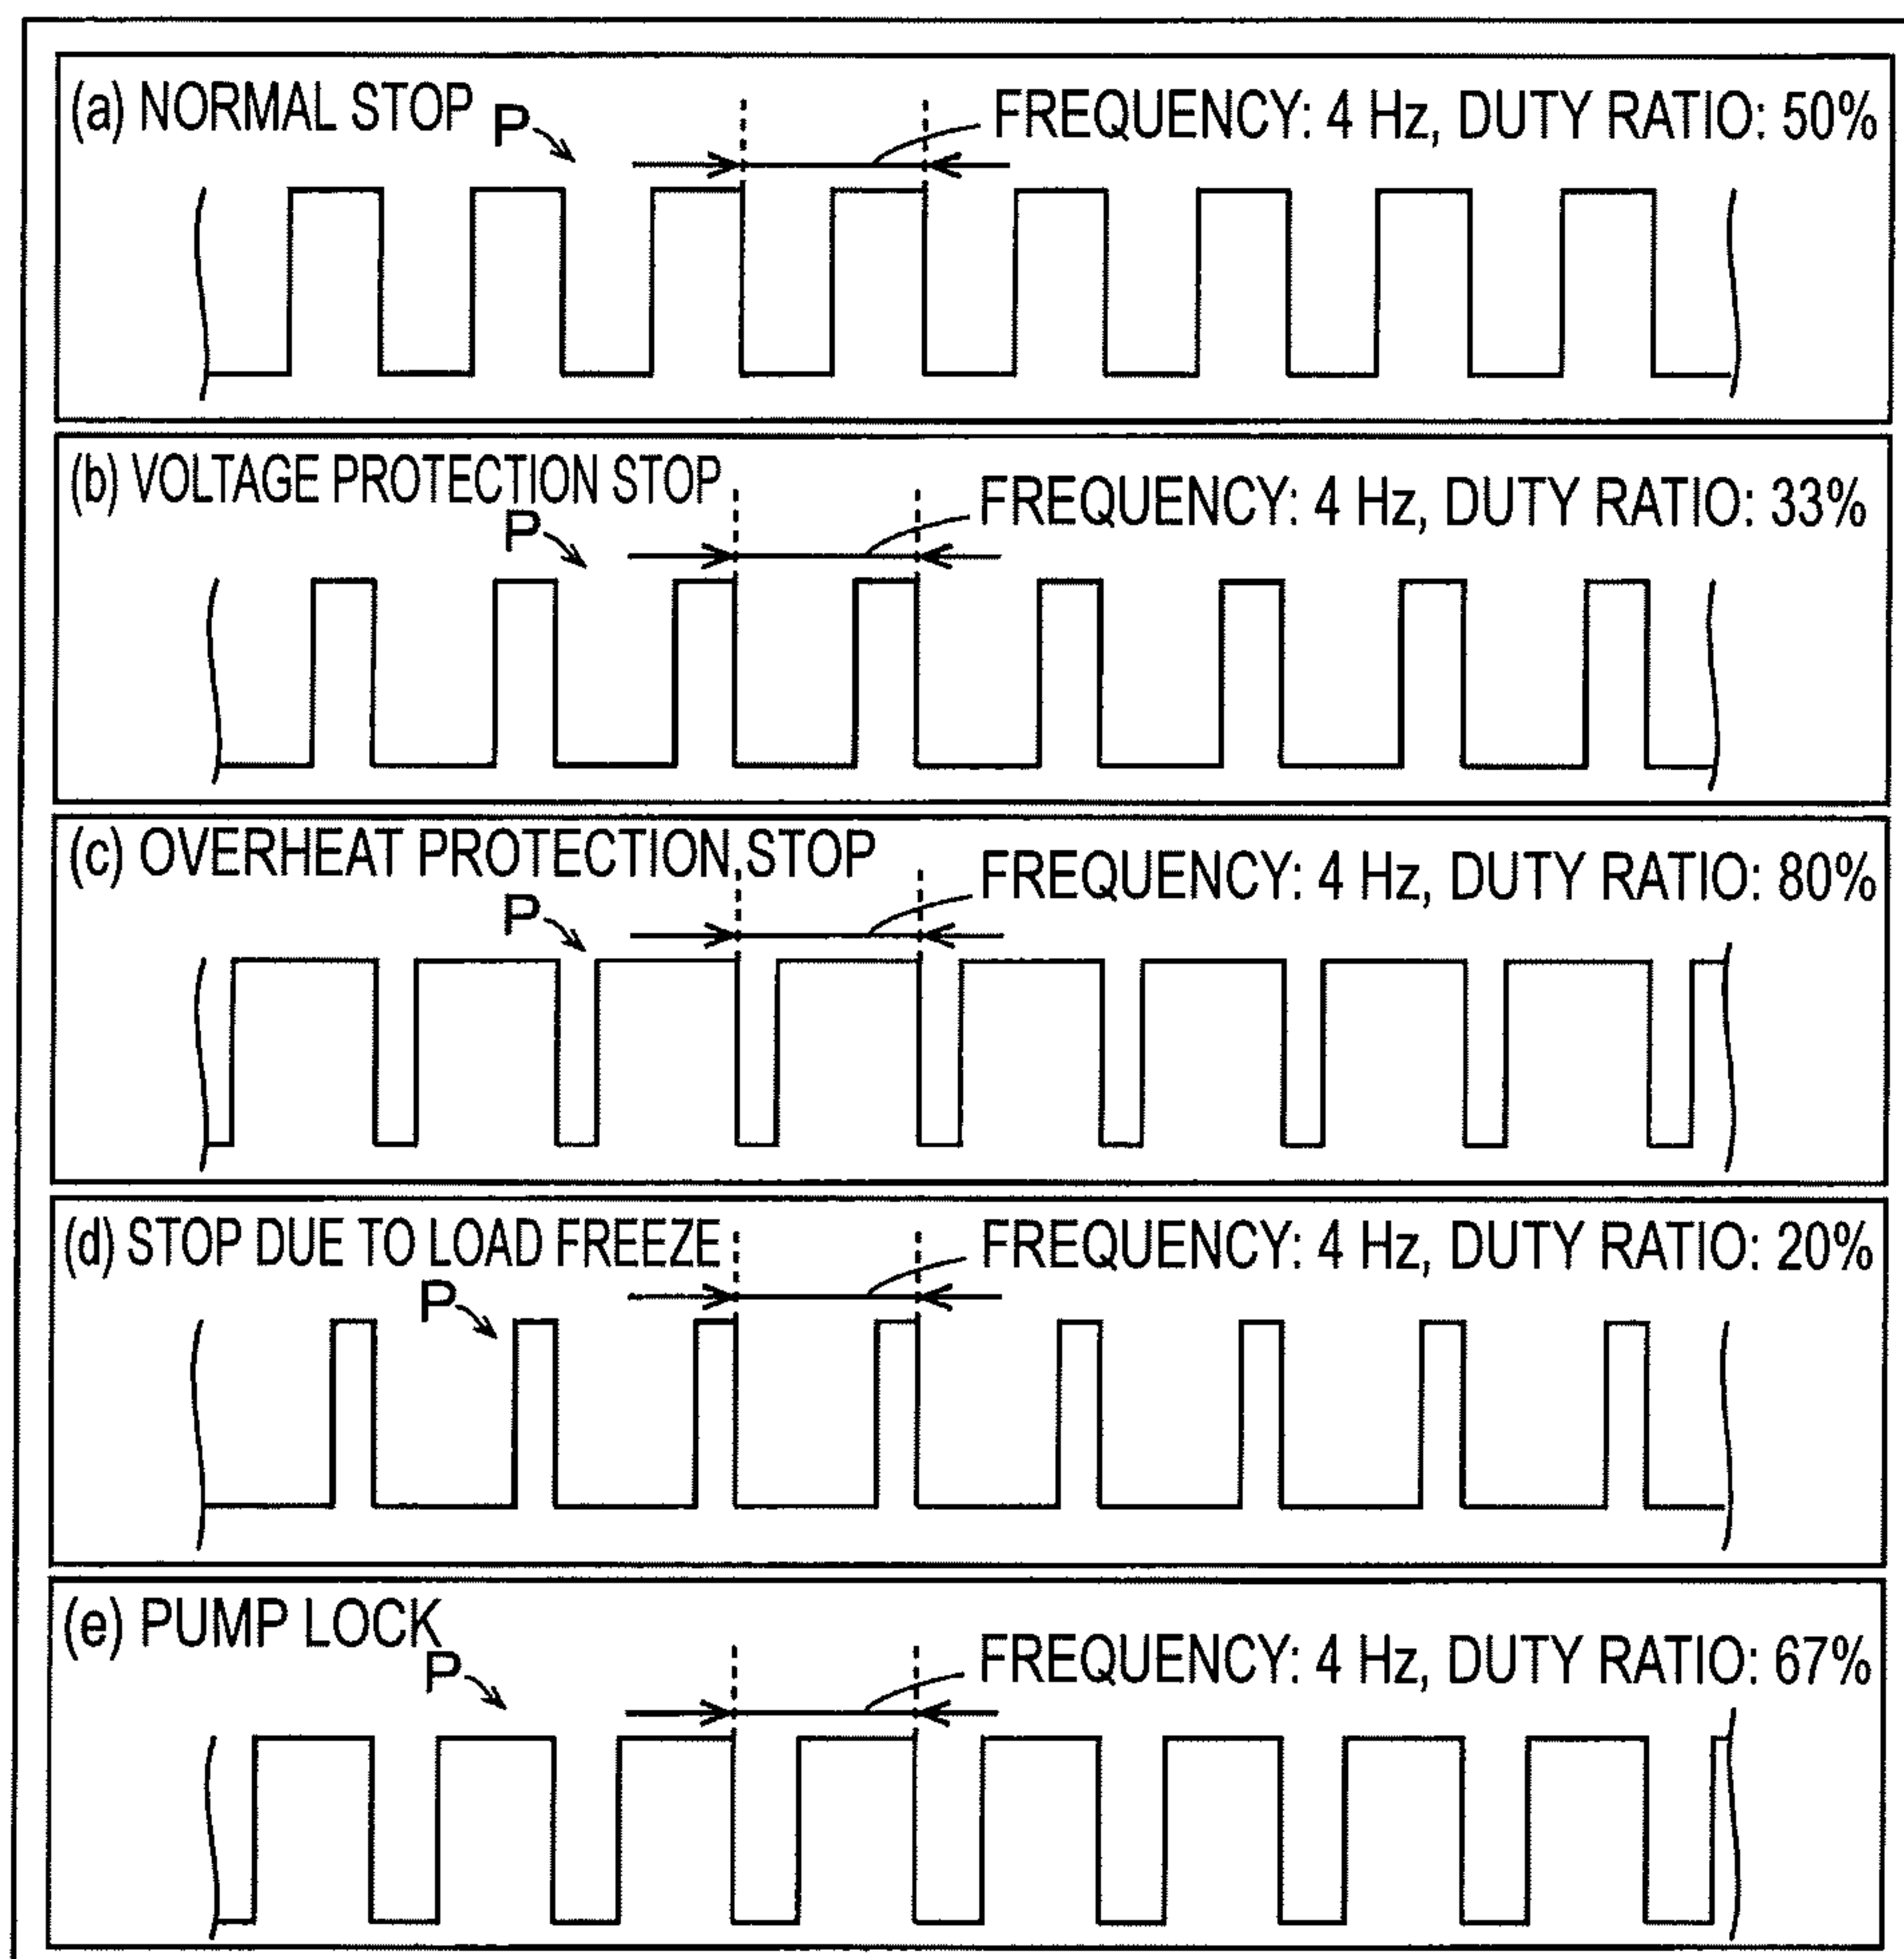 (a) NORMAL STOP
P
FREQUENCY: 4 Hz, DUTY RATIO: 50%
(b) VOLTAGE PROTECTION STOP
P
FREQUENCY: 4 Hz, DUTY RATIO: 33%
(c) OVERHEAT PROTECTION STOP
P
FREQUENCY: 4 Hz, DUTY RATIO: 80%
(d) STOP DUE TO LOAD FREEZE
P
FREQUENCY: 4 Hz, DUTY RATIO: 20%
(e) PUMP LOCK
P
FREQUENCY: 4 Hz, DUTY RATIO: 67%